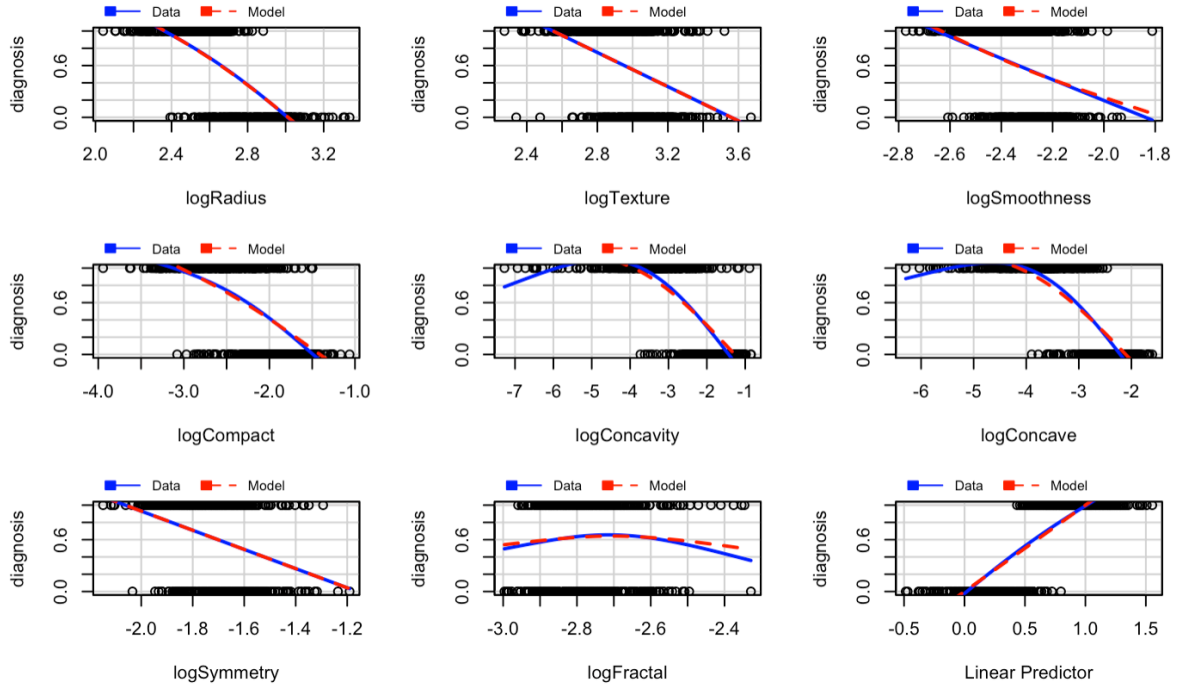 Data Model
diagnosis
0.6
0.0
2.0 2.4 2.8 3.2
logRadius
Data Model
diagnosis
0.6
0.0
2.4 2.8 3.2 3.6
logTexture
Data Model
diagnosis
0.6
0.0
-2.8 -2.6 -2.4 -2.2 -2.0 -1.8
logSmoothness
Data Model
diagnosis
0.6
0.0
-4.0 -3.0 -2.0 -1.0
logCompact
Data Model
diagnosis
0.6
0.0
-7 -6 -5 -4 -3 -2 -1
logConcavity
Data Model
diagnosis
0.6
0.0
-6 -5 -4 -3 -2
logConcave
Data Model
diagnosis
0.6
0.0
-2.0 -1.8 -1.6 -1.4 -1.2
logSymmetry
Data Model
diagnosis
0.6
0.0
-3.0 -2.8 -2.6 -2.4
logFractal
Data Model
diagnosis
0.6
0.0
-0.5 0.0 0.5 1.0 1.5
Linear Predictor